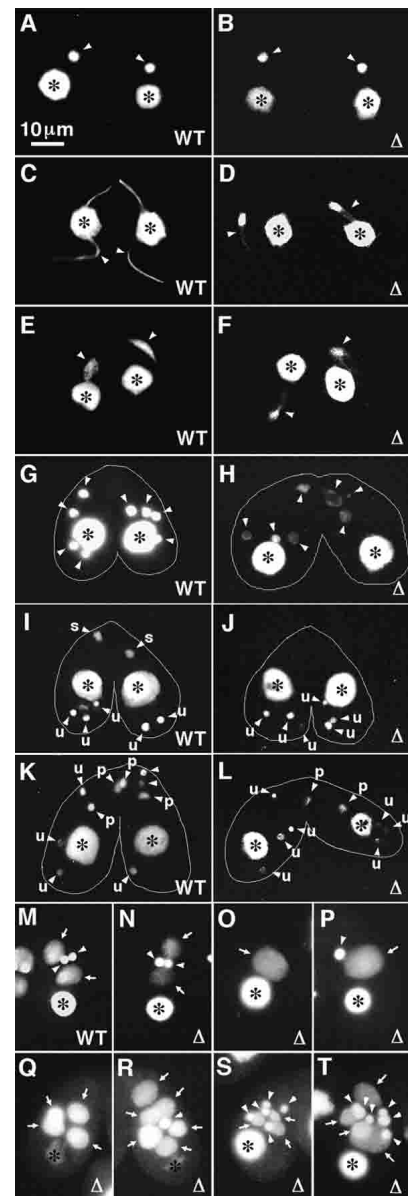 A B
* * * *
10μm WT Δ
C D
* * * *
WT Δ
E F
* * * *
WT Δ
G H
* * * *
WT Δ
I J
s s
* * * *
u u u u
u u u u
WT Δ
K L
u p p
p p
u p p
* * * *
u u u u
u u u u
WT Δ
M N O P
* * * *
WT Δ Δ Δ
Q R S T
* * * *
Δ Δ Δ Δ